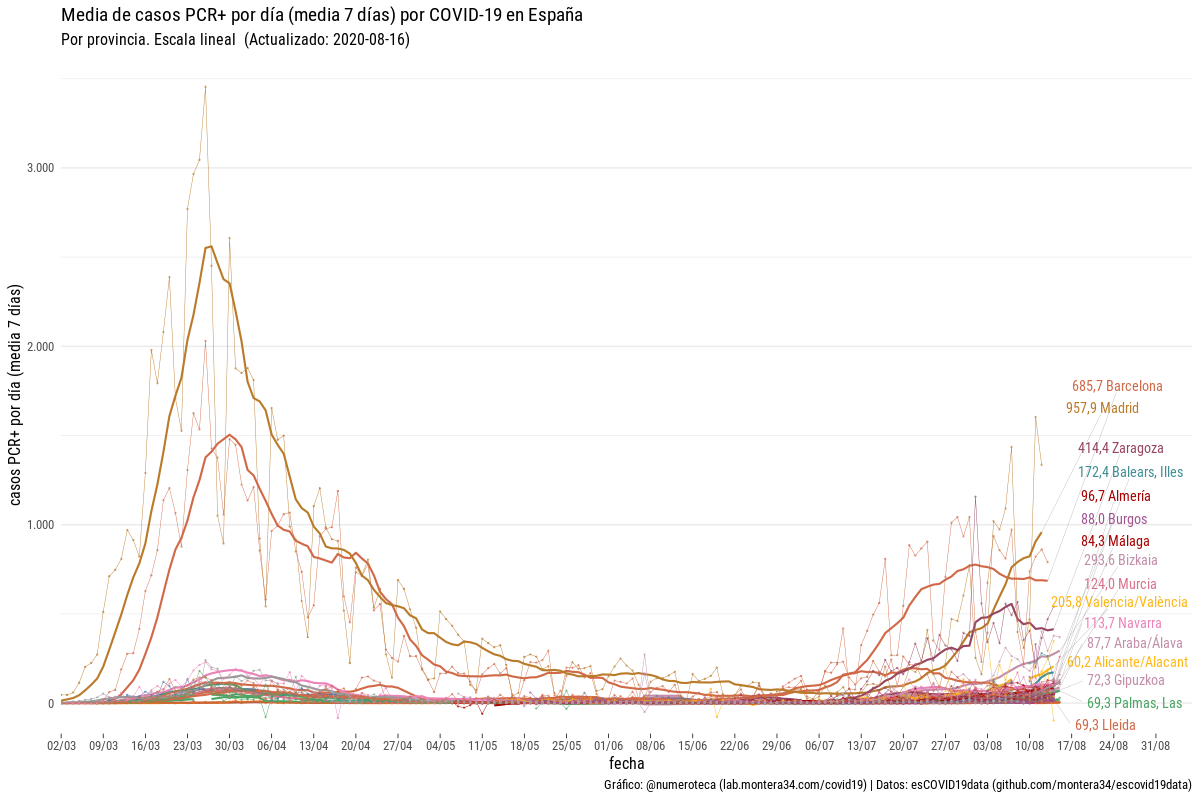 Media de casos PCR+ por día (media 7 días) por COVID-19 en España
Por provincia. Escala lineal  (Actualizado: 2020-08-16)
casos PCR+ por día (media 7 días)
3.000
2.000
1.000
0
685,7 Barcelona
957,9 Madrid
414,4 Zaragoza
172,4 Balears, Illes
96,7 Almería
88,0 Burgos
84,3 Málaga
293,6 Bizkaia
124,0 Murcia
205,8 Valencia/València
113,7 Navarra
87,7 Araba/Álava
60,2 Alicante/Alacant
72,3 Gipuzkoa
69,3 Palmas, Las
69,3 Lleida
02/03 09/03 16/03 23/03 30/03 06/04 13/04 20/04 27/04 04/05 11/05 18/05 25/05 01/06 08/06 15/06 22/06 29/06 06/07 13/07 20/07 27/07 03/08 10/08 17/08 24/08 31/08
fecha
Gráfico: @numeroteca (lab.montera34.com/covid19) | Datos: esCOVID19data (github.com/montera34/escovid19data)